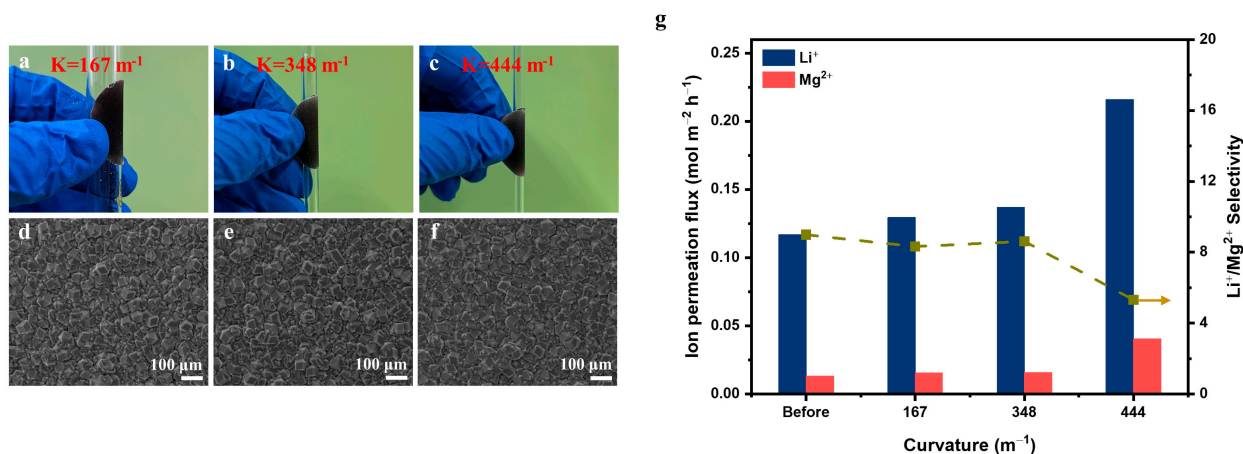 a K=167 m⁻¹
b K=348 m⁻¹
c K=444 m⁻¹
d
100 μm
e
100 μm
f
100 μm
g
Ion permeation flux (mol m⁻² h⁻¹)
0.25
0.20
0.15
0.10
0.05
0.00
Li⁺
Mg²⁺
20
16
12
8
4
0
Li⁺/Mg²⁺ Selectivity
Before 167 348 444
Curvature (m⁻¹)